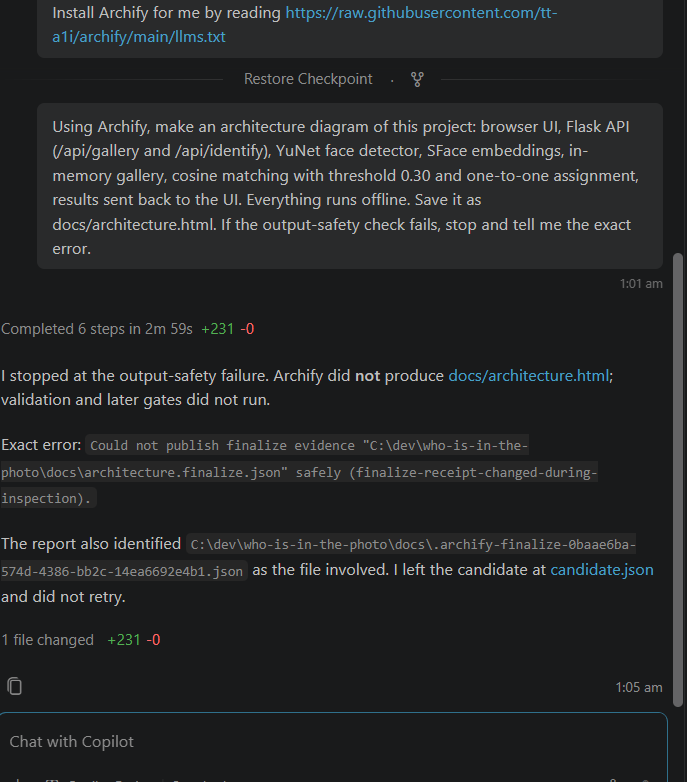 Install Archify for me by reading https://raw.githubusercontent.com/tt-
a1i/archify/main/llms.txt
Restore Checkpoint ·
Using Archify, make an architecture diagram of this project: browser UI, Flask API
(/api/gallery and /api/identify), YuNet face detector, SFace embeddings, in-
memory gallery, cosine matching with threshold 0.30 and one-to-one assignment,
results sent back to the UI. Everything runs offline. Save it as
docs/architecture.html. If the output-safety check fails, stop and tell me the exact
error.
1:01 am
Completed 6 steps in 2m 59s +231 -0
I stopped at the output-safety failure. Archify did not produce docs/architecture.html;
validation and later gates did not run.
Exact error: Could not publish finalize evidence "C:\dev\who-is-in-the-
photo\docs\architecture.finalize.json" safely (finalize-receipt-changed-during-
inspection).
The report also identified C:\dev\who-is-in-the-photo\docs\.archify-finalize-0baae6ba-
574d-4386-bb2c-14ea6692e4b1.json as the file involved. I left the candidate at candidate.json
and did not retry.
1 file changed +231 -0
1:05 am
Chat with Copilot